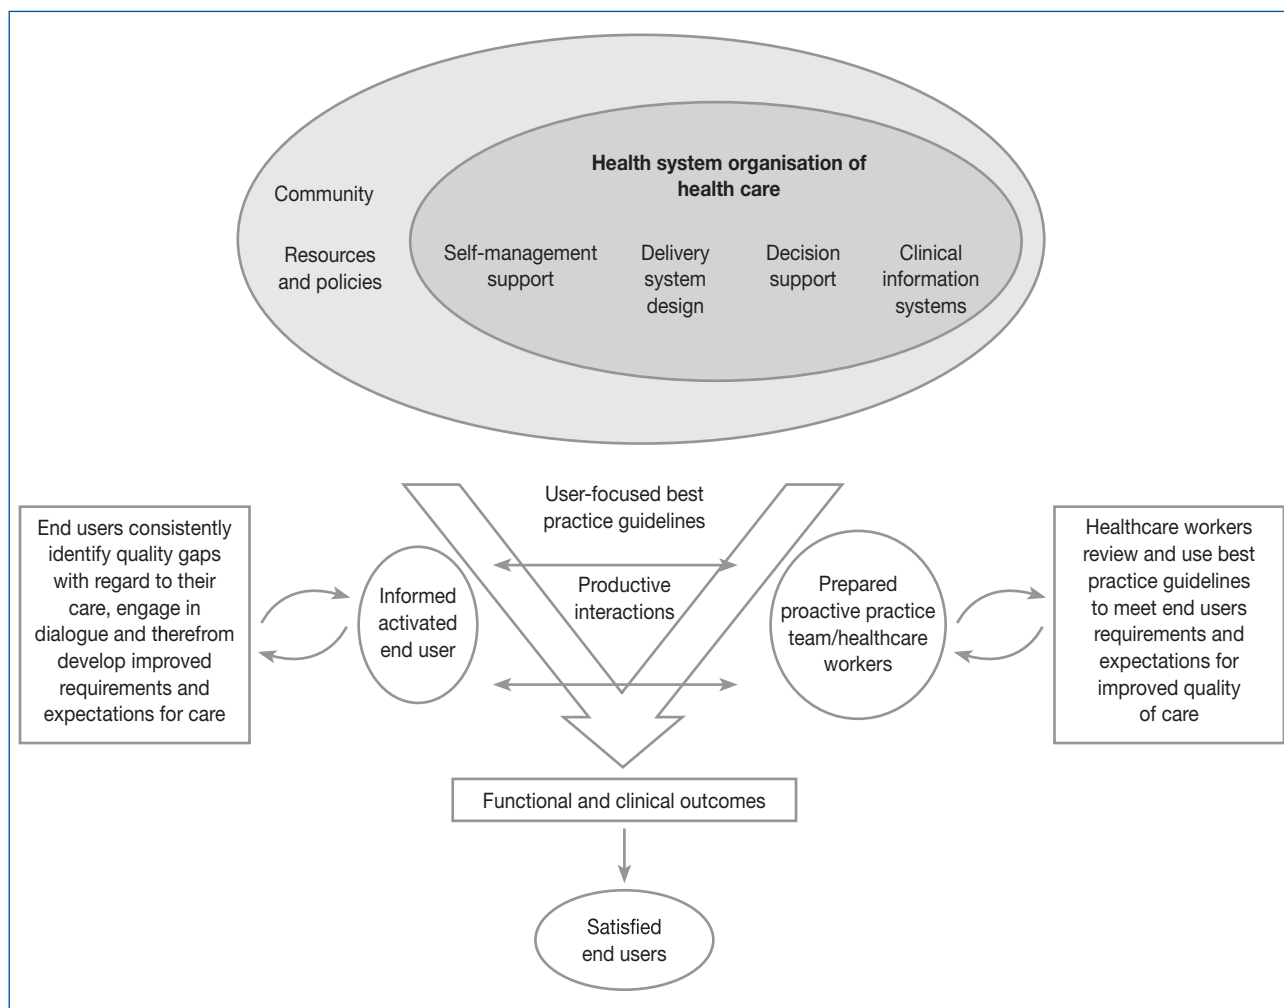 Health system organisation of
health care
Community
Resources
and policies
Self-management
support
Delivery
system
design
Decision
support
Clinical
information
systems
User-focused best
practice guidelines
Productive
interactions
End users consistently
identify quality gaps
with regard to their
care, engage in
dialogue and therefrom
develop improved
requirements and
expectations for care
Informed
activated
end user
Prepared
proactive practice
team/healthcare
workers
Healthcare workers
review and use best
practice guidelines
to meet end users
requirements and
expectations for
improved quality
of care
Functional and clinical outcomes
Satisfied
end users